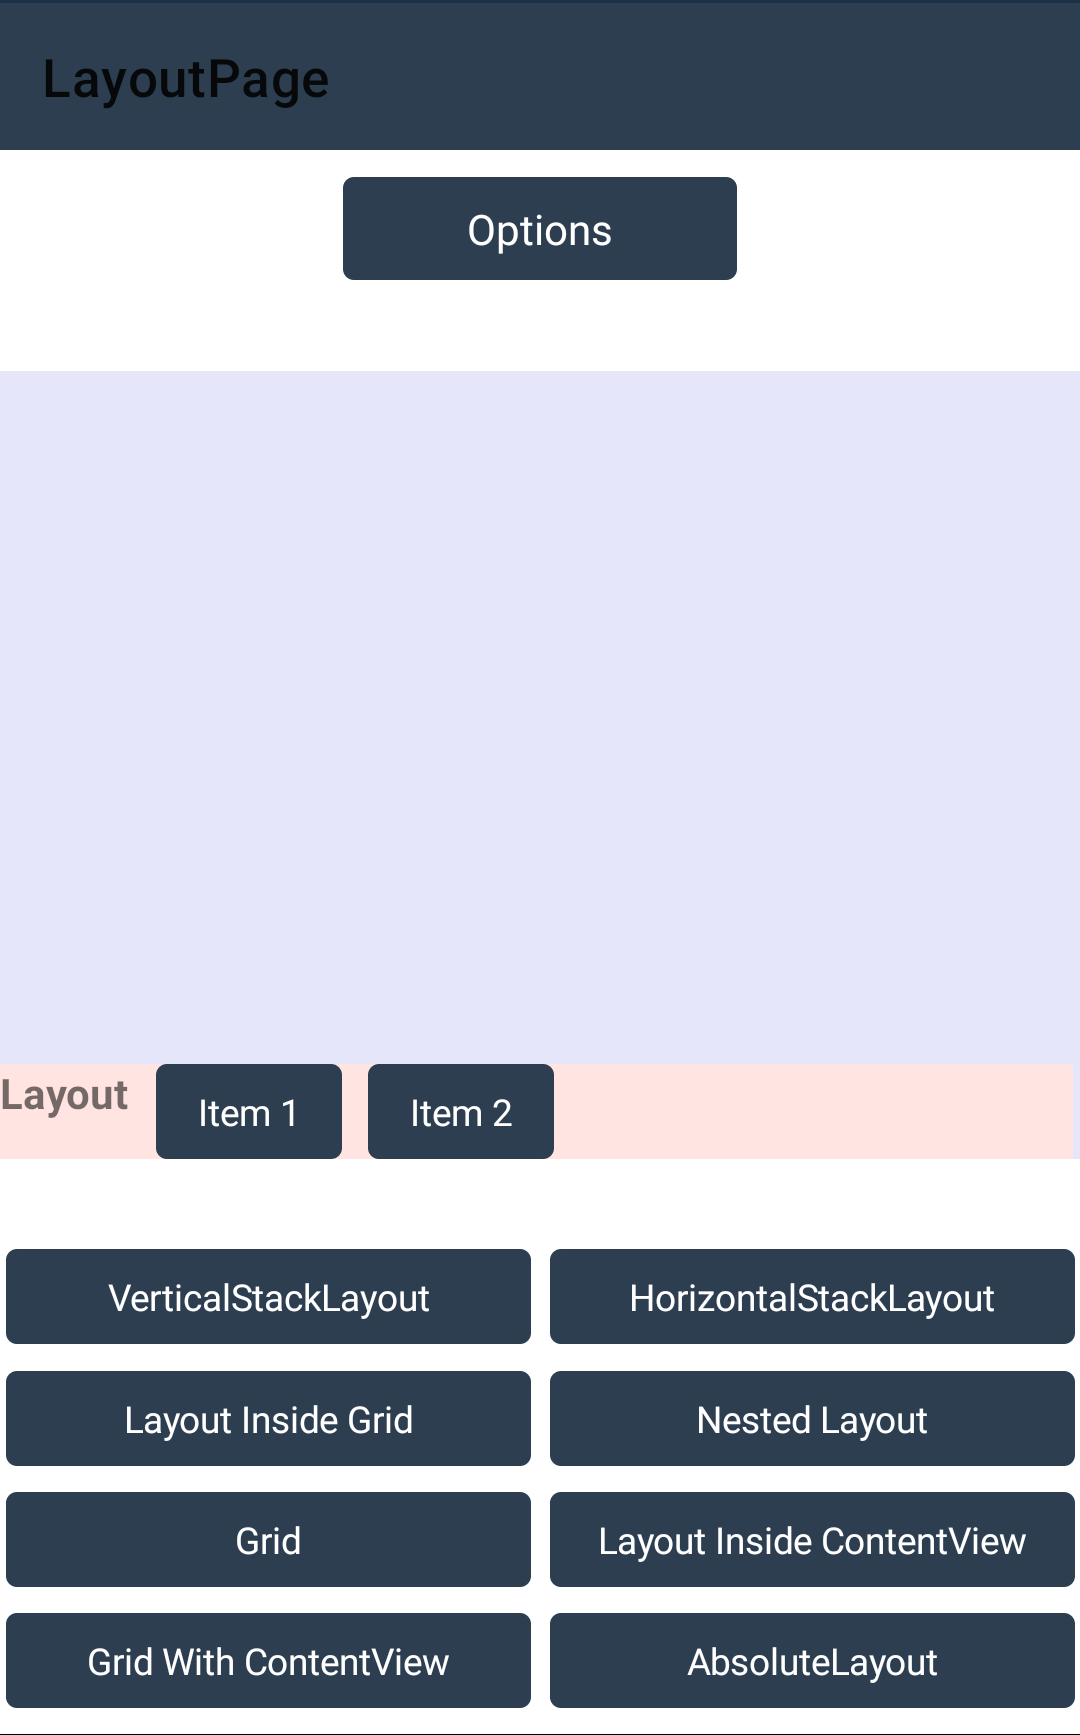 LayoutPage
Options
Layout Item 1 Item 2
VerticalStackLayout HorizontalStackLayout
Layout Inside Grid Nested Layout
Grid Layout Inside ContentView
Grid With ContentView AbsoluteLayout